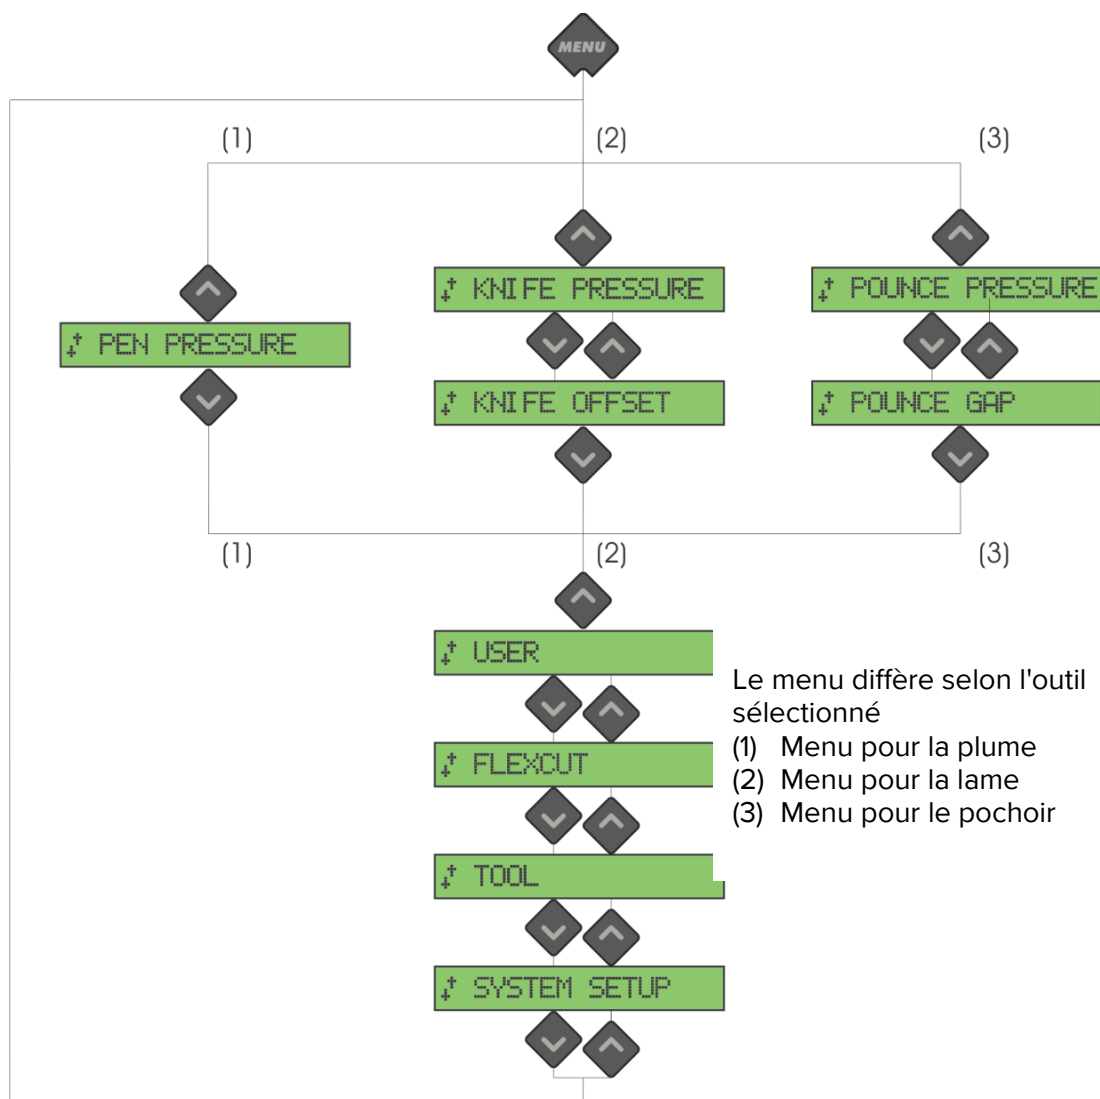 MENU
(1)
(2)
(3)
KNIFE PRESSURE
POUNCE PRESSURE
PEN PRESSURE
KNIFE OFFSET
POUNCE GAP
(1)
(2)
(3)
USER
FLEXCUT
TOOL
SYSTEM SETUP
Le menu diffère selon l'outil
sélectionné
(1) Menu pour la plume
(2) Menu pour la lame
(3) Menu pour le pochoir